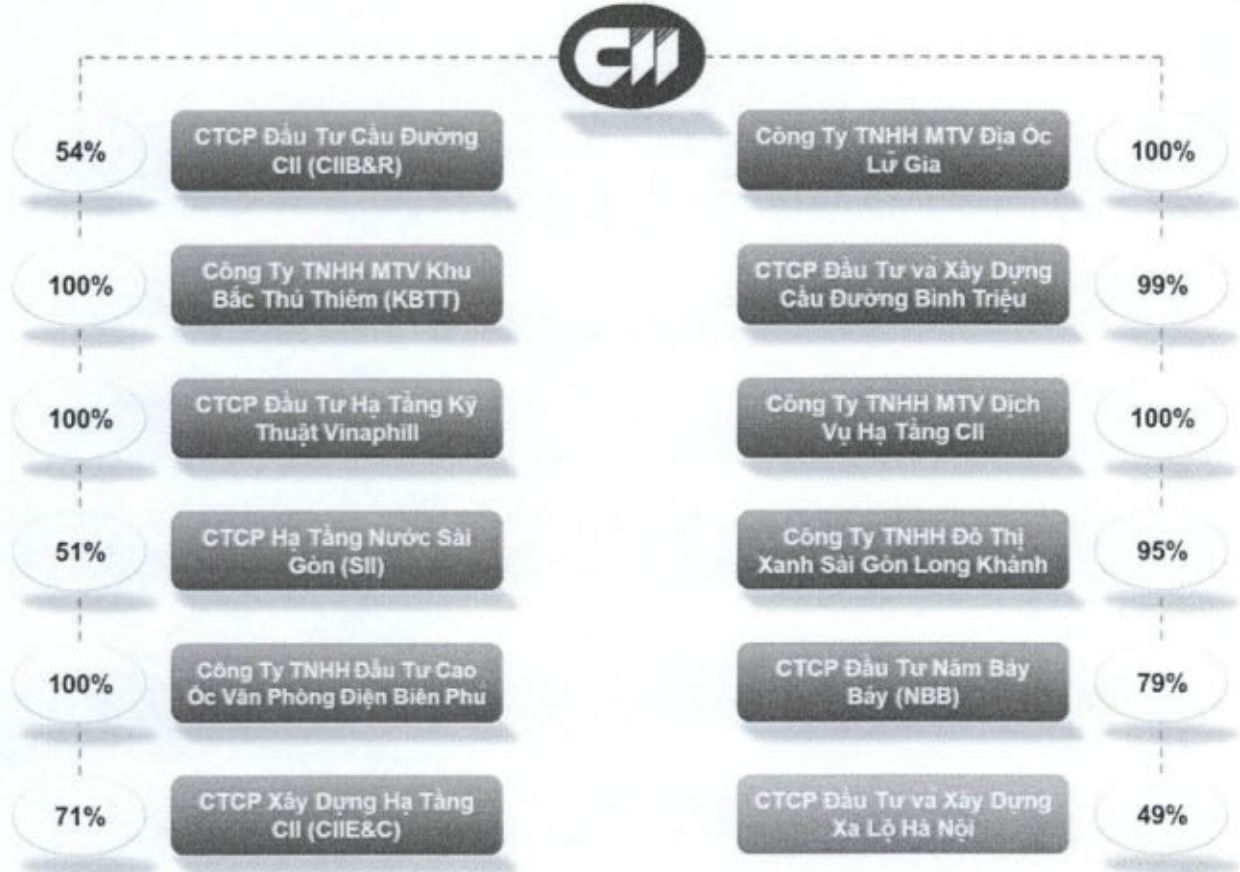 CII
54%
CTCP Đầu Tư Cầu Đường
CII (CIIB&R)
100%
Công Ty TNHH MTV Khu
Bắc Thủ Thiêm (KBTT)
100%
CTCP Đầu Tư Hạ Tầng Kỹ
Thuật Vinaphill
51%
CTCP Hạ Tầng Nước Sài
Gòn (SII)
100%
Công Ty TNHH Đầu Tư Cao
Ốc Văn Phòng Điện Biên Phủ
71%
CTCP Xây Dựng Hạ Tầng
CII (CIIE&C)
Công Ty TNHH MTV Địa Ốc
Lữ Gia
100%
CTCP Đầu Tư và Xây Dựng
Cầu Đường Bình Triệu
99%
Công Ty TNHH MTV Dịch
Vụ Hạ Tầng CII
100%
Công Ty TNHH Đô Thị
Xanh Sài Gòn Long Khánh
95%
CTCP Đầu Tư Năm Bảy
Bảy (NBB)
79%
CTCP Đầu Tư và Xây Dựng
Xa Lộ Hà Nội
49%